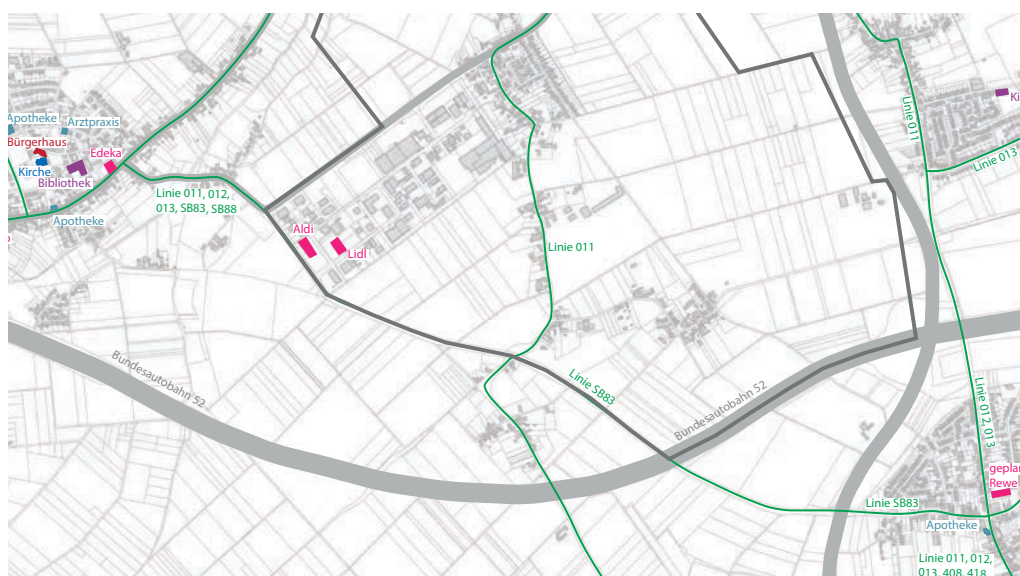 Apotheke
Arztpraxis
Bürgerhaus
Kirche
Bibliothek
Edeka
Apotheke
Linie 011, 012,
013, SB83, SB88
Aldi
Lidl
Linie 011
Linie 011
Linie 013
Ki
Bundesautobahn 52
Linie SB83
Bundesautobahn 52
Linie 012, 013
geplan
Rewe
Linie SB83
Apotheke
Linie 011, 012,
013, 408, 418